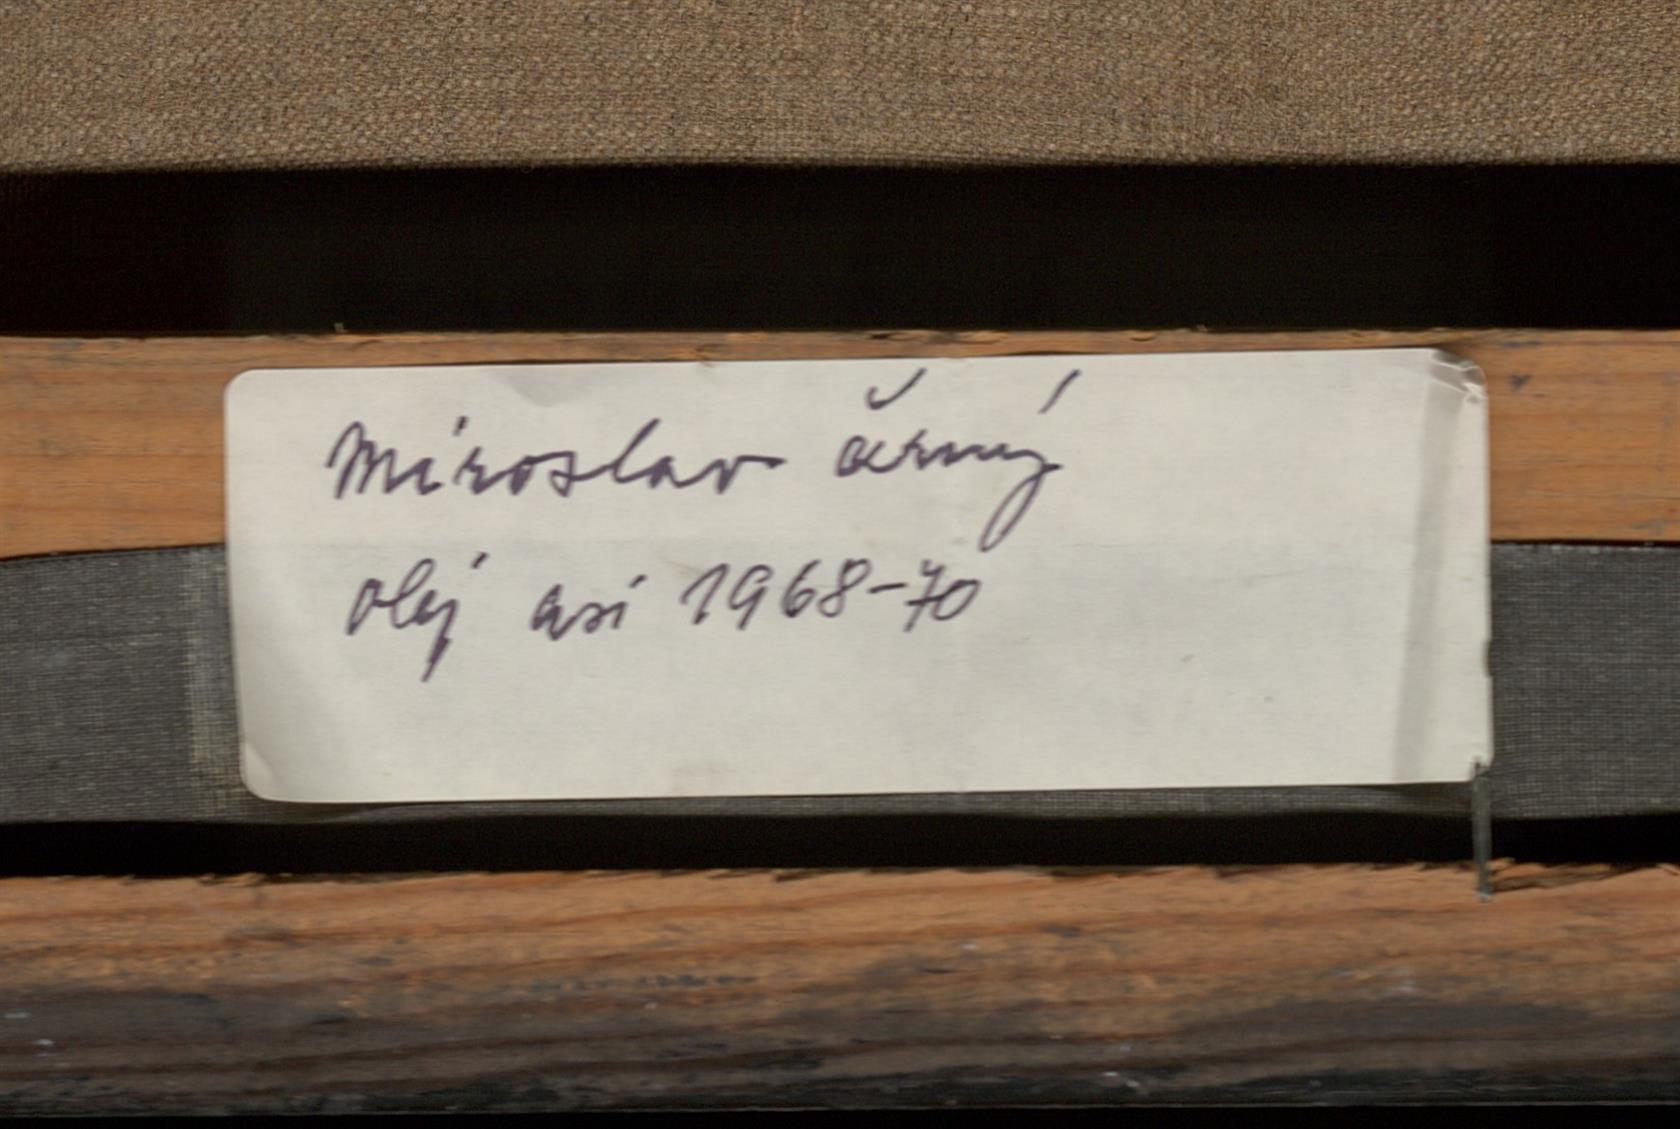 Miroslav černý
olej asi 1968-70